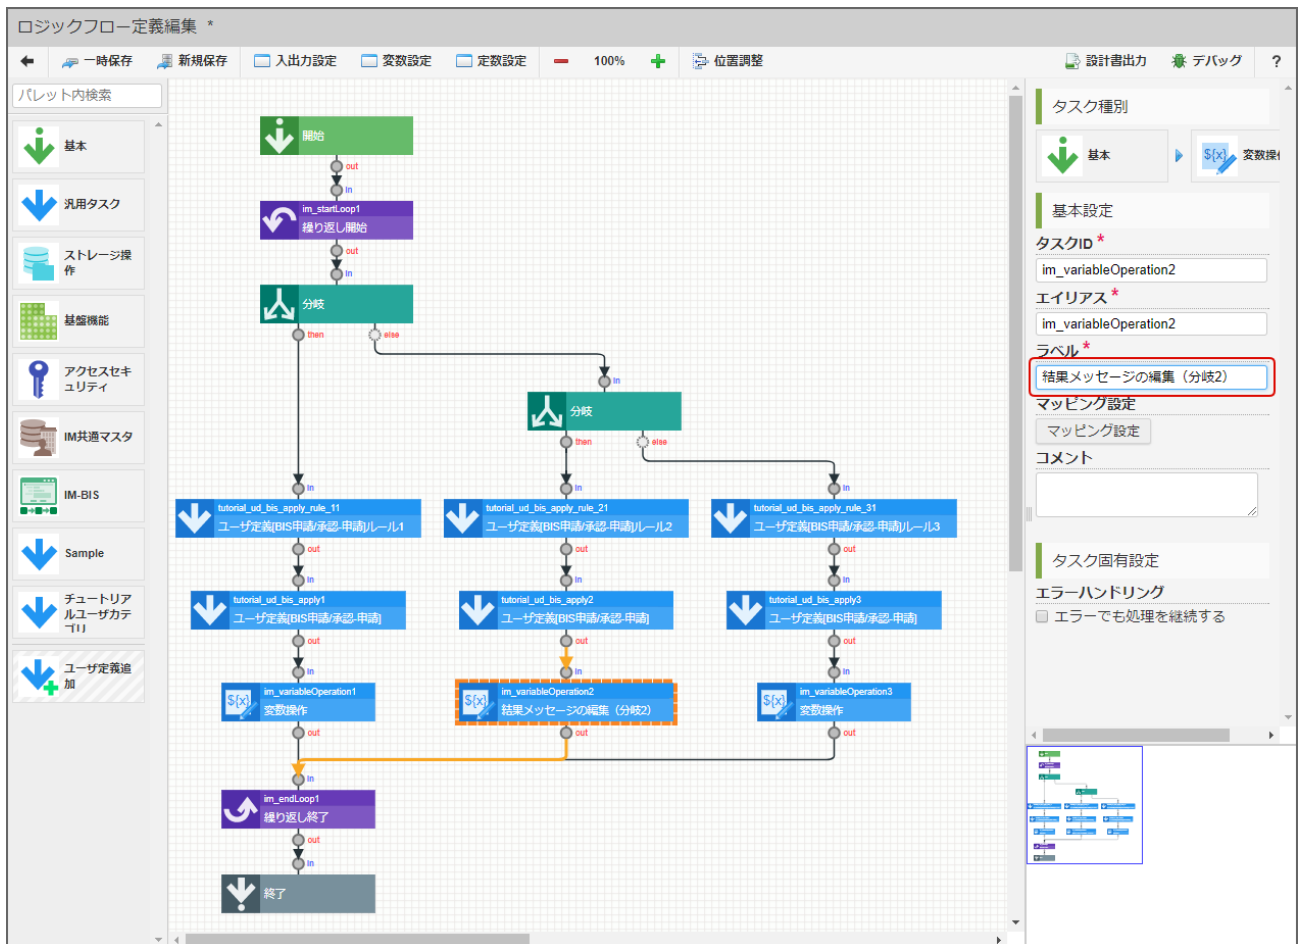 ロジックフロー定義編集 *
一時保存 新規保存 入出力設定 変数設定 定数設定 100% 位置調整 設計書出力 デバッグ ?
パレット内検索
基本
汎用タスク
ストレージ操
作
基盤機能
アクセスセキ
ュリティ
IM共通マスタ
IM-BIS
Sample
チュートリア
ルユーザカテ
ゴリ
ユーザ定義追
加
開始
out
in
im_startLoop1
繰り返し開始
out
in
分岐
then else
in
分岐
then else
in in in
tutorial_ud_bis_apply_rule_11
ユーザ定義[BIS申請/承認-申請]ルール1
tutorial_ud_bis_apply_rule_21
ユーザ定義[BIS申請/承認-申請]ルール2
tutorial_ud_bis_apply_rule_31
ユーザ定義[BIS申請/承認-申請]ルール3
out out out
in in in
tutorial_ud_bis_apply1
ユーザ定義[BIS申請/承認-申請]
tutorial_ud_bis_apply2
ユーザ定義[BIS申請/承認-申請]
tutorial_ud_bis_apply3
ユーザ定義[BIS申請/承認-申請]
out out out
in in in
${x}
im_variableOperation1
変数操作
${x}
im_variableOperation2
結果メッセージの編集（分岐2）
${x}
im_variableOperation3
変数操作
out out out
in
im_endLoop1
繰り返し終了
out
in
終了
タスク種別
基本 ${x} 変数操
基本設定
タスクID *
im_variableOperation2
エイリアス *
im_variableOperation2
ラベル *
結果メッセージの編集（分岐2）
マッピング設定
マッピング設定
コメント
タスク固有設定
エラーハンドリング
エラーでも処理を継続する